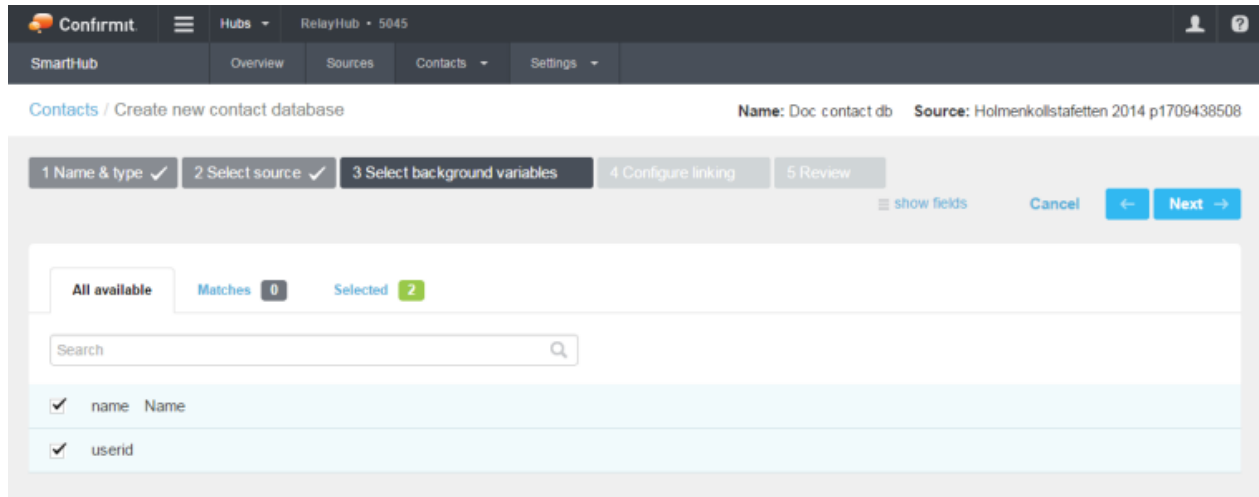 Confirmit. Hubs RelayHub • 5045
SmartHub Overview Sources Contacts Settings
Contacts / Create new contact database Name: Doc contact db Source: Holmenkollstafetten 2014 p1709438508
1 Name & type 2 Select source 3 Select background variables 4 Configure linking 5 Review
show fields Cancel ← Next →
All available Matches 0 Selected 2
Search
name Name
userid